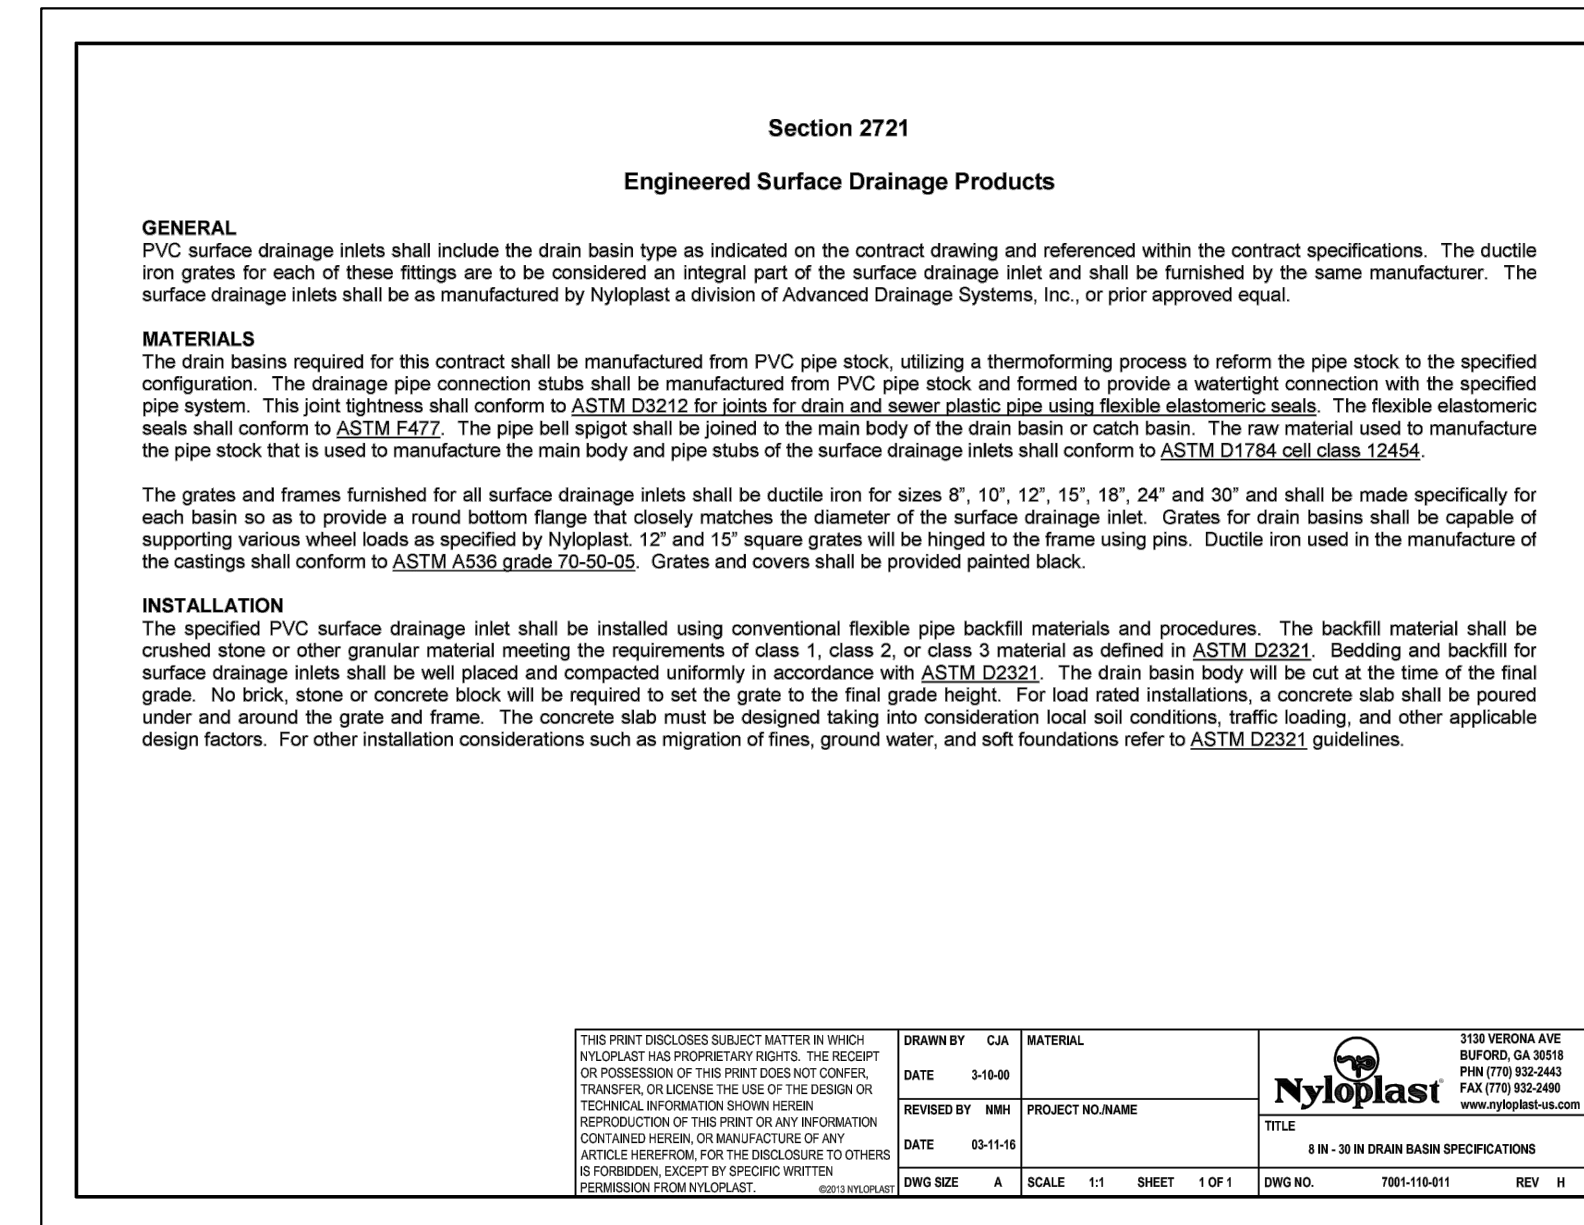 Section 2721
Engineered Surface Drainage Products
GENERAL
PVC surface drainage inlets shall include the drain basin type as indicated on the contract drawing and referenced within the contract specifications. The ductile
iron grates for each of these fittings are to be considered an integral part of the surface drainage inlet and shall be furnished by the same manufacturer. The
surface drainage inlets shall be as manufactured by Nyloplast a division of Advanced Drainage Systems, Inc., or prior approved equal.
MATERIALS
The drain basins required for this contract shall be manufactured from PVC pipe stock, utilizing a thermoforming process to reform the pipe stock to the specified
configuration. The drainage pipe connection stubs shall be manufactured from PVC pipe stock and formed to provide a watertight connection with the specified
pipe system. This joint tightness shall conform to ASTM D3212 for joints for drain and sewer plastic pipe using flexible elastomeric seals. The flexible elastomeric
seals shall conform to ASTM F477. The pipe bell spigot shall be joined to the main body of the drain basin or catch basin. The raw material used to manufacture
the pipe stock that is used to manufacture the main body and pipe stubs of the surface drainage inlets shall conform to ASTM D1784 cell class 12454.
The grates and frames furnished for all surface drainage inlets shall be ductile iron for sizes 8”, 10”, 12”, 15”, 18”, 24” and 30” and shall be made specifically for
each basin so as to provide a round bottom flange that closely matches the diameter of the surface drainage inlet. Grates for drain basins shall be capable of
supporting various wheel loads as specified by Nyloplast. 12” and 15” square grates will be hinged to the frame using pins. Ductile iron used in the manufacture of
the castings shall conform to ASTM A536 grade 70-50-05. Grates and covers shall be provided painted black.
INSTALLATION
The specified PVC surface drainage inlet shall be installed using conventional flexible pipe backfill materials and procedures. The backfill material shall be
crushed stone or other granular material meeting the requirements of class 1, class 2, or class 3 material as defined in ASTM D2321. Bedding and backfill for
surface drainage inlets shall be well placed and compacted uniformly in accordance with ASTM D2321. The drain basin body will be cut at the time of the final
grade. No brick, stone or concrete block will be required to set the grate to the final grade height. For load rated installations, a concrete slab shall be poured
under and around the grate and frame. The concrete slab must be designed taking into consideration local soil conditions, traffic loading, and other applicable
design factors. For other installation considerations such as migration of fines, ground water, and soft foundations refer to ASTM D2321 guidelines.
THIS PRINT DISCLOSES SUBJECT MATTER IN WHICH
NYLOPLAST HAS PROPRIETARY RIGHTS. THE RECEIPT
OR POSSESSION OF THIS PRINT DOES NOT CONFER,
TRANSFER, OR LICENSE THE USE OF THE DESIGN OR
TECHNICAL INFORMATION SHOWN HEREIN
REPRODUCTION OF THIS PRINT OR ANY INFORMATION
CONTAINED HEREIN, OR MANUFACTURE OF ANY
ARTICLE HEREFROM, FOR THE DISCLOSURE TO OTHERS
IS FORBIDDEN, EXCEPT BY SPECIFIC WRITTEN
PERMISSION FROM NYLOPLAST.
©2013 NYLOPLAST
DRAWN BY CJA
DATE 3-10-00
REVISED BY NMH
DATE 03-11-16
DWG SIZE A
MATERIAL
PROJECT NO./NAME
SCALE 1:1 SHEET 1 OF 1
Nyloplast®
3130 VERONA AVE
BUFORD, GA 30518
PHN (770) 932-2443
FAX (770) 932-2490
www.nyloplast-us.com
TITLE
8 IN - 30 IN DRAIN BASIN SPECIFICATIONS
DWG NO. 7001-110-011 REV H